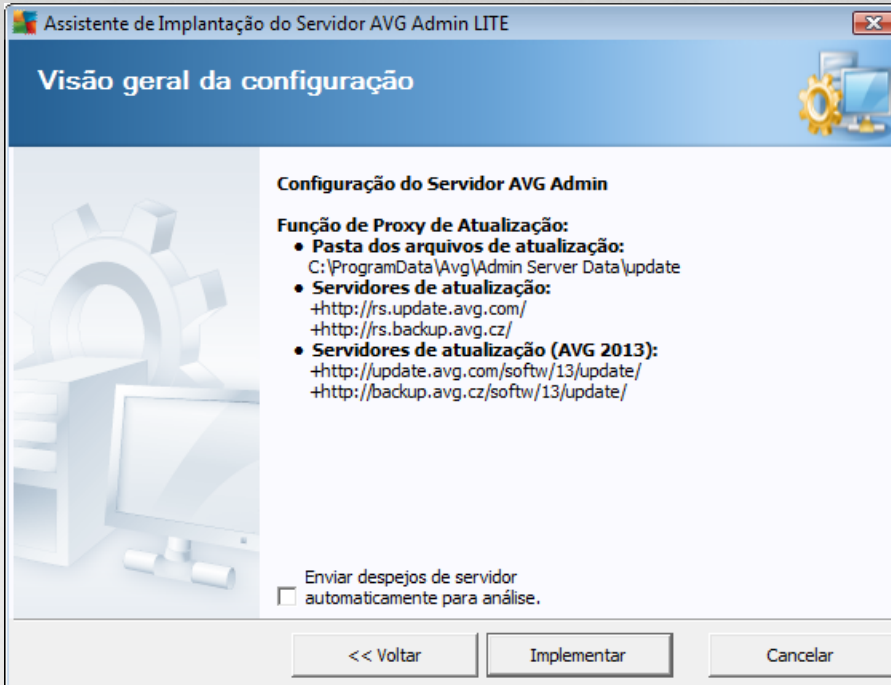 Assistente de Implantação do Servidor AVG Admin LITE
Visão geral da configuração
Configuração do Servidor AVG Admin
Função de Proxy de Atualização:
• Pasta dos arquivos de atualização:
C:\ProgramData\Avg\Admin Server Data\update
• Servidores de atualização:
+http://rs.update.avg.com/
+http://rs.backup.avg.cz/
• Servidores de atualização (AVG 2013):
+http://update.avg.com/softw/13/update/
+http://backup.avg.cz/softw/13/update/
Enviar despejos de servidor
automaticamente para análise.
<< Voltar
Implementar
Cancelar